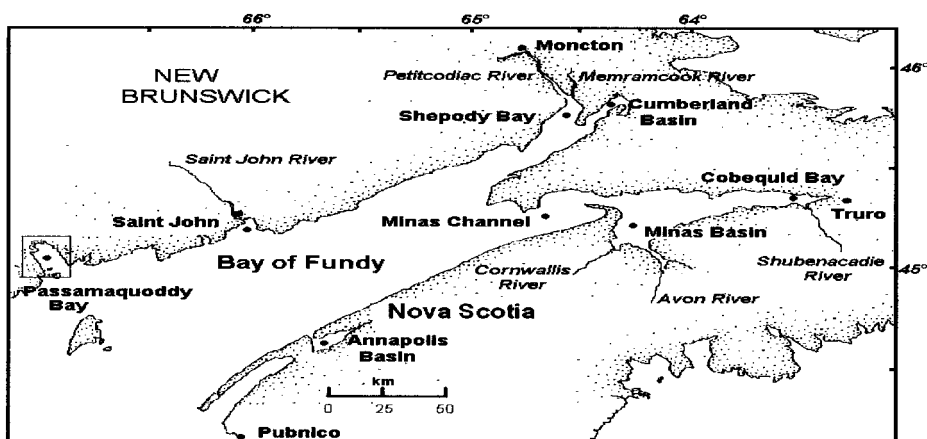 66°
65°
64°
Moncton
46°
NEW
BRUNSWICK
Petitcodiac River
Memramcook River
Cumberland
Basin
Shepody Bay
Saint John River
Cobequid Bay
Saint John
Minas Channel
Truro
Minas Basin
Bay of Fundy
Cornwallis
River
Shubenacadie
River
45°
Passamaquoddy
Bay
Avon River
Nova Scotia
Annapolis
Basin
km
0 25 50
Pubnico